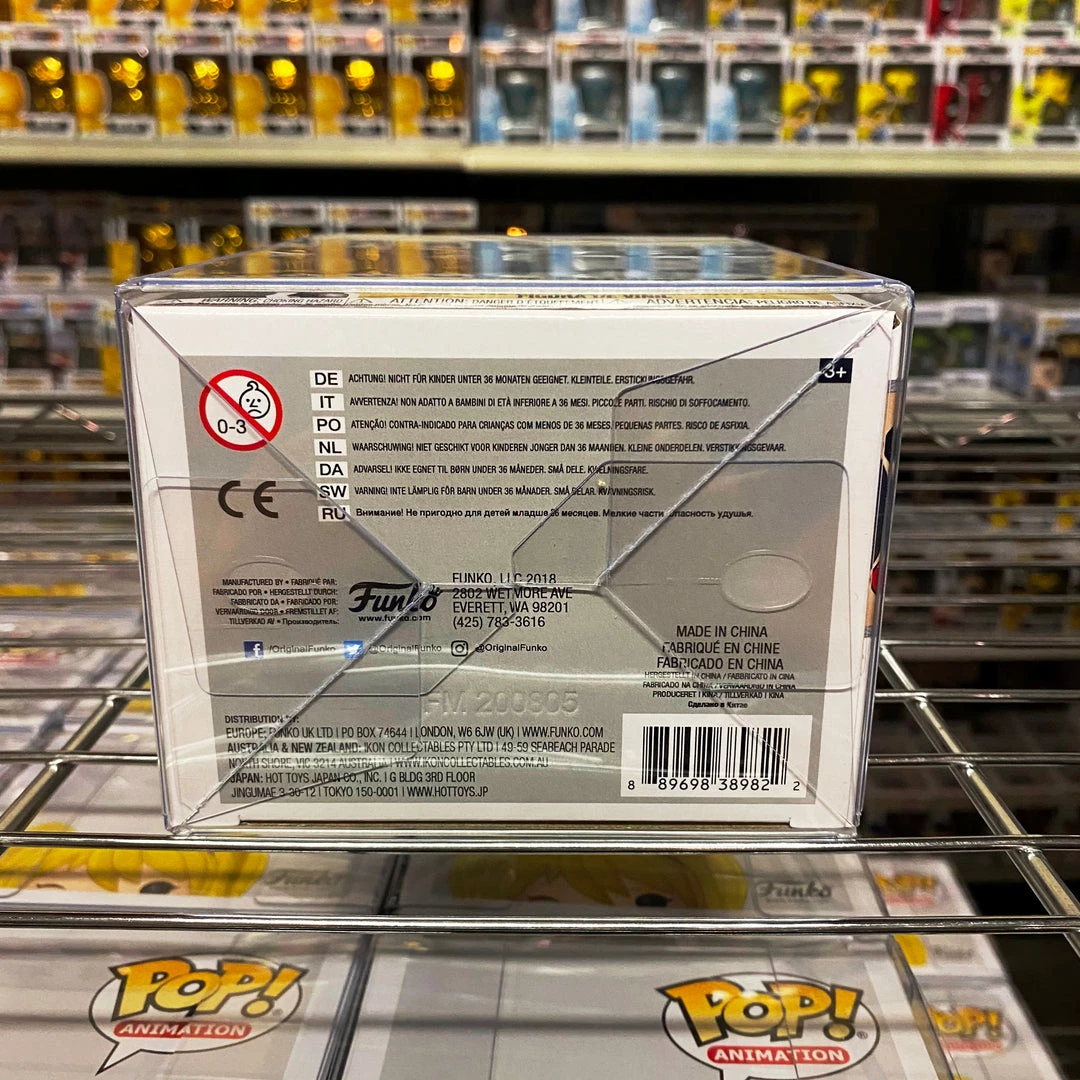 WARNING: CHOKING HAZARD
ATTENTION: DANGER D'ÉTOUFFEMENT
FIGURA DE VINIL
ADVERTENCIA: PELIGRO DE
3+
0-3
DE ACHTUNG! NICHT FÜR KINDER UNTER 36 MONATEN GEEIGNET. KLEINTEILE. ERSTICKUNGSGEFAHR.
IT AVVERTENZA! NON ADATTO A BAMBINI DI ETÀ INFERIORE A 36 MESI. PICCOLE PARTI. RISCHIO DI SOFFOCAMENTO.
PO ATENÇÃO! CONTRA-INDICADO PARA CRIANÇAS COM MENOS DE 36 MESES. PEQUENAS PARTES. RISCO DE ASFIXIA.
NL WAARSCHUWING! NIET GESCHIKT VOOR KINDEREN JONGER DAN 36 MAANDEN. KLEINE ONDERDELEN. VERSTIKKINGSGEVAAR.
DA ADVARSEL! IKKE EGNET TIL BØRN UNDER 36 MÅNEDER. SMÅ DELE. KVÆLNINGSFARE.
SW VARNING! INTE LÄMPLIG FÖR BARN UNDER 36 MÅNADER. SMÅ DELAR. KVÄVNINGSRISK.
RU Внимание! Не пригодно для детей младше 36 месяцев. Мелкие части. Опасность удушья.
CE
MANUFACTURED BY • FABRIQUÉ PAR:
FABRICADO POR • HERGESTELLT DURCH:
FABBRICATO DA • FABRICADO POR:
VERVAARDIGD DOOR • FREMSTILLET AF:
TILLVERKAD AV • Производитель:
Funko
www.funko.com
FUNKO, LLC 2018
2802 WETMORE AVE
EVERETT, WA 98201
(425) 783-3616
/OriginalFunko @OriginalFunko @OriginalFunko
MADE IN CHINA
FABRIQUÉ EN CHINE
FABRICADO EN CHINA
HERGESTELLT IN CHINA / FABBRICATO IN CINA
FABRICADO NA CHINA / VERVAARDIGD IN CHINA
PRODUCERET I KINA / TILLVERKAD I KINA
Сделано в Китае
FM 200805
DISTRIBUTION BY:
EUROPE: FUNKO UK LTD | PO BOX 74644 | LONDON, W6 6JW (UK) | WWW.FUNKO.COM
AUSTRALIA & NEW ZEALAND: IKON COLLECTABLES PTY LTD | 49-59 SEABEACH PARADE
NORTH SHORE, VIC 3214 AUSTRALIA | WWW.IKONCOLLECTABLES.COM.AU
JAPAN: HOT TOYS JAPAN CO., INC. | G BLDG 3RD FLOOR
JINGUMAE 3-30-12 | TOKYO 150-0001 | WWW.HOTTOYS.JP
8 89698 38982 2
Funko
Funko
POP!
ANIMATION
POP!
ANIMATION
POP!
POP!